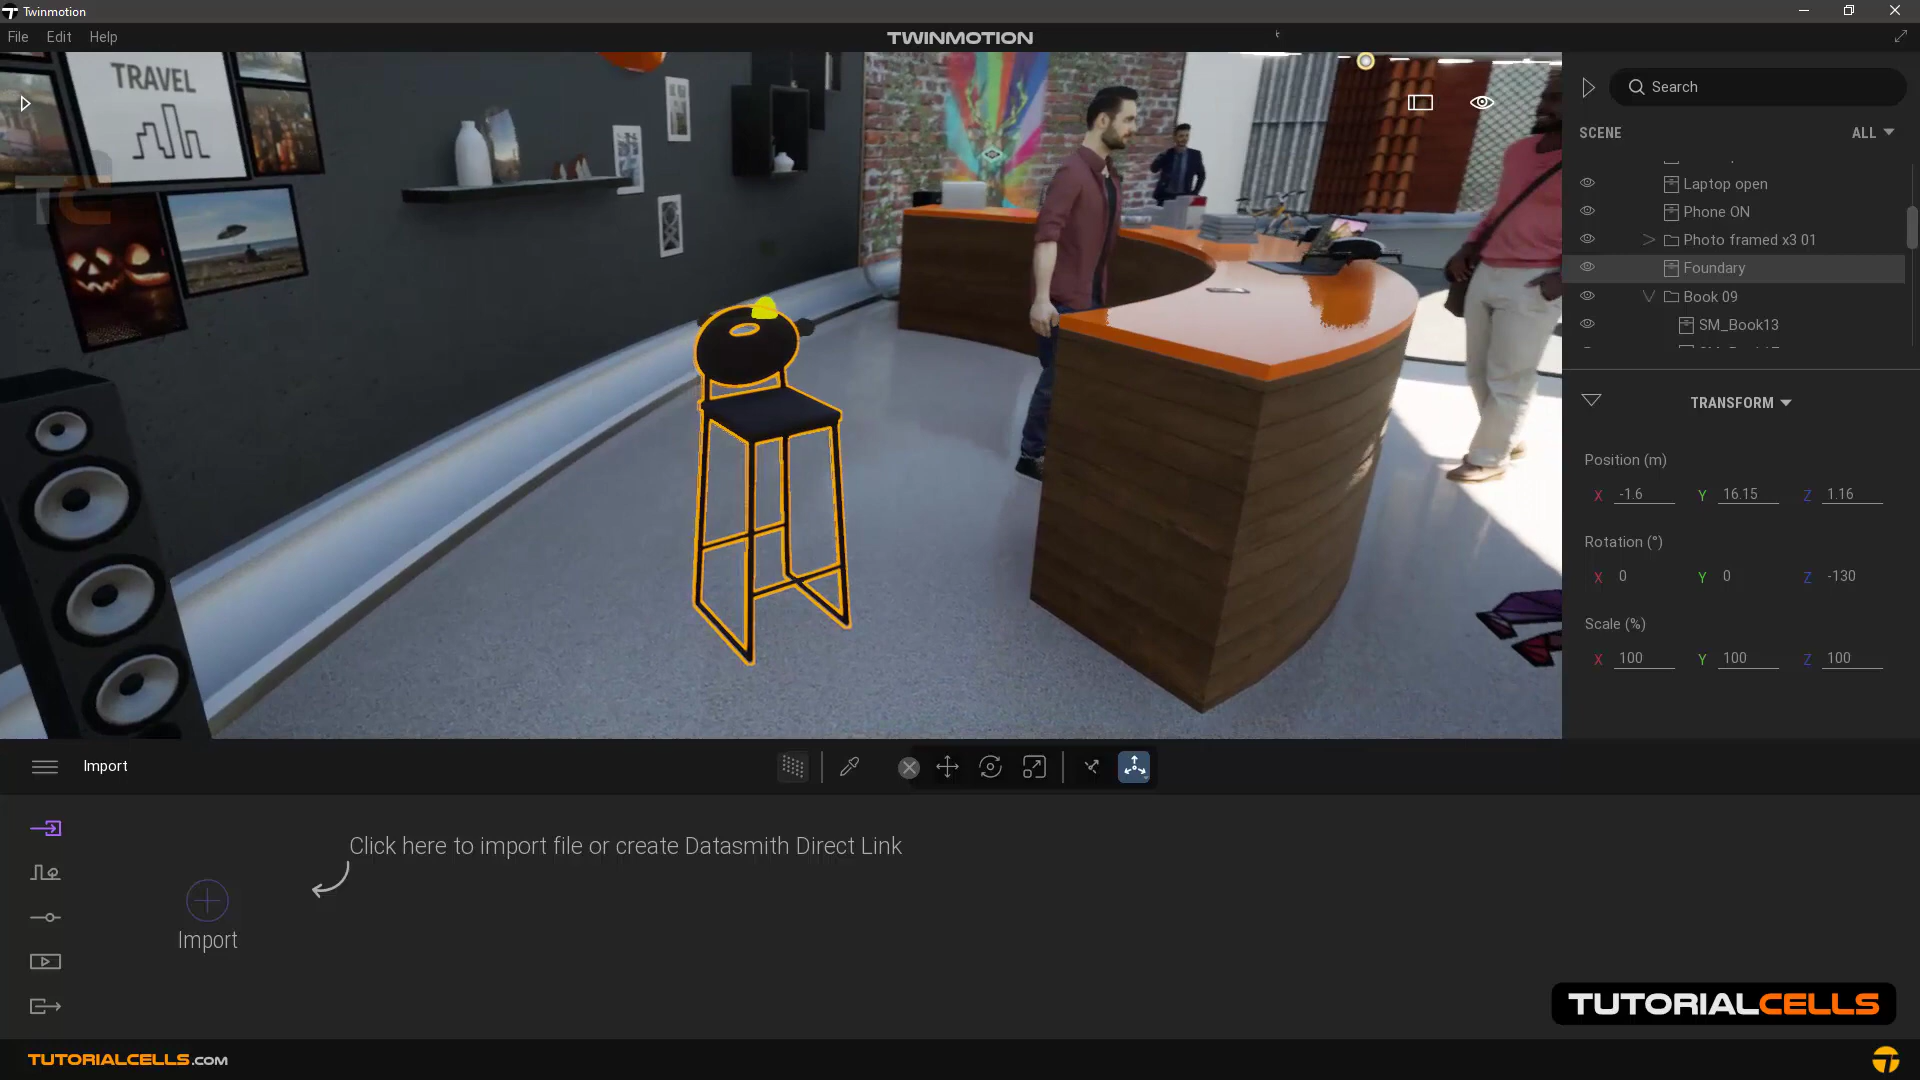 Twinmotion
File Edit Help
TWINMOTION
TRAVEL
TC
Search
SCENE ALL
Laptop open
Phone ON
Photo framed x3 01
Foundary
Book 09
SM_Book13
TRANSFORM
Position (m)
X -1.6 Y 16.15 Z 1.16
Rotation (°)
X 0 Y 0 Z -130
Scale (%)
X 100 Y 100 Z 100
Import
Click here to import file or create Datasmith Direct Link
Import
TUTORIALCELLS
TUTORIALCELLS.COM